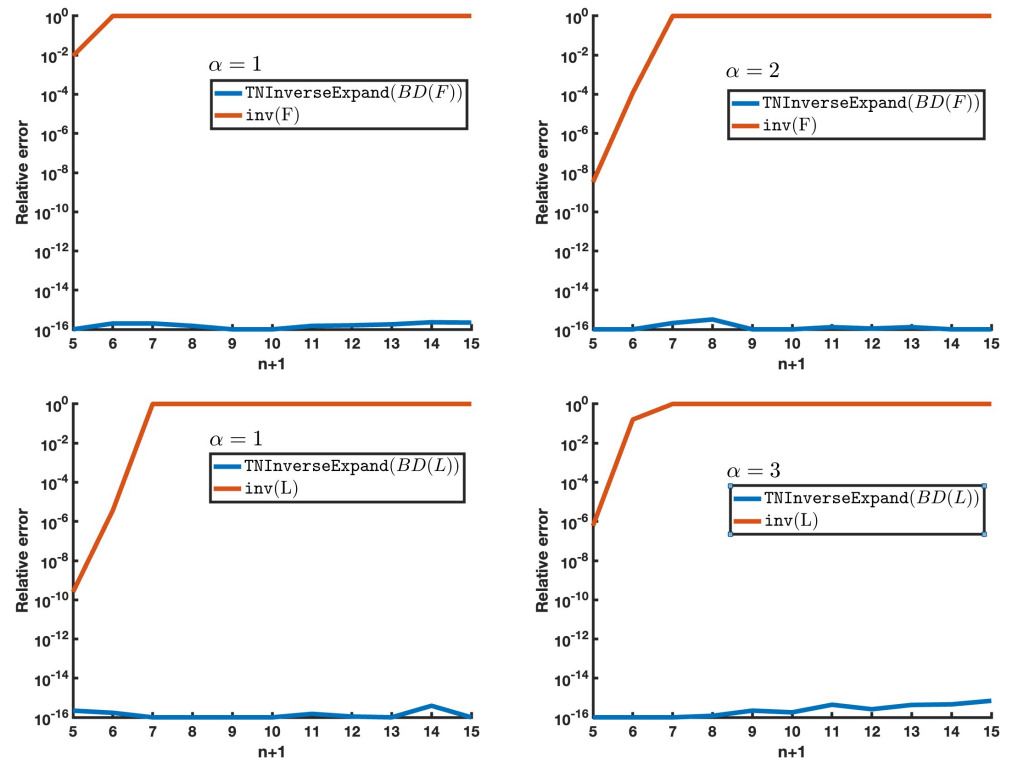 10^0
10^-2
10^-4
10^-6
10^-8
10^-10
10^-12
10^-14
10^-16
Relative error
α = 1
TNInverseExpand(BD(F))
inv(F)
5 6 7 8 9 10 11 12 13 14 15
n+1
10^0
10^-2
10^-4
10^-6
10^-8
10^-10
10^-12
10^-14
10^-16
Relative error
α = 2
TNInverseExpand(BD(F))
inv(F)
5 6 7 8 9 10 11 12 13 14 15
n+1
10^0
10^-2
10^-4
10^-6
10^-8
10^-10
10^-12
10^-14
10^-16
Relative error
α = 1
TNInverseExpand(BD(L))
inv(L)
5 6 7 8 9 10 11 12 13 14 15
n+1
10^0
10^-2
10^-4
10^-6
10^-8
10^-10
10^-12
10^-14
10^-16
Relative error
α = 3
TNInverseExpand(BD(L))
inv(L)
5 6 7 8 9 10 11 12 13 14 15
n+1